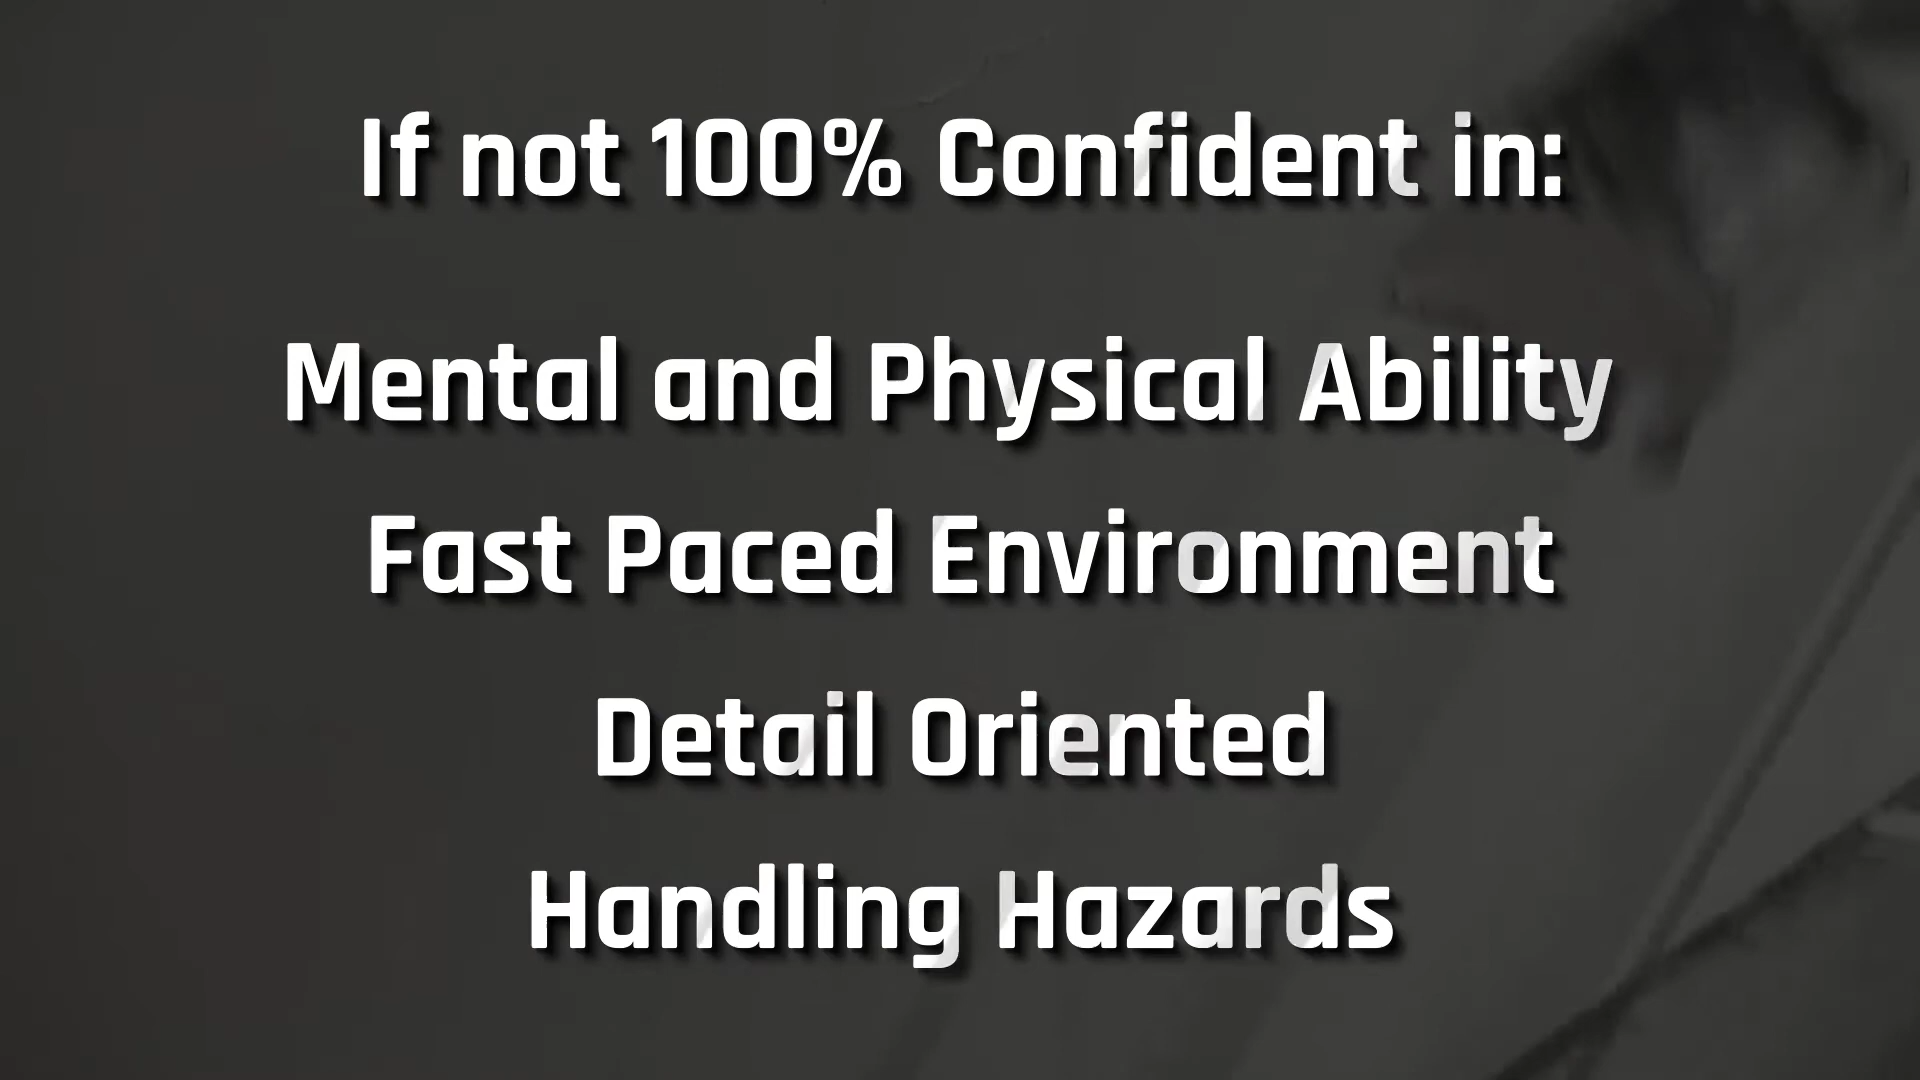 If not 100% Confident in:
Mental and Physical Ability
Fast Paced Environment
Detail Oriented
Handling Hazards